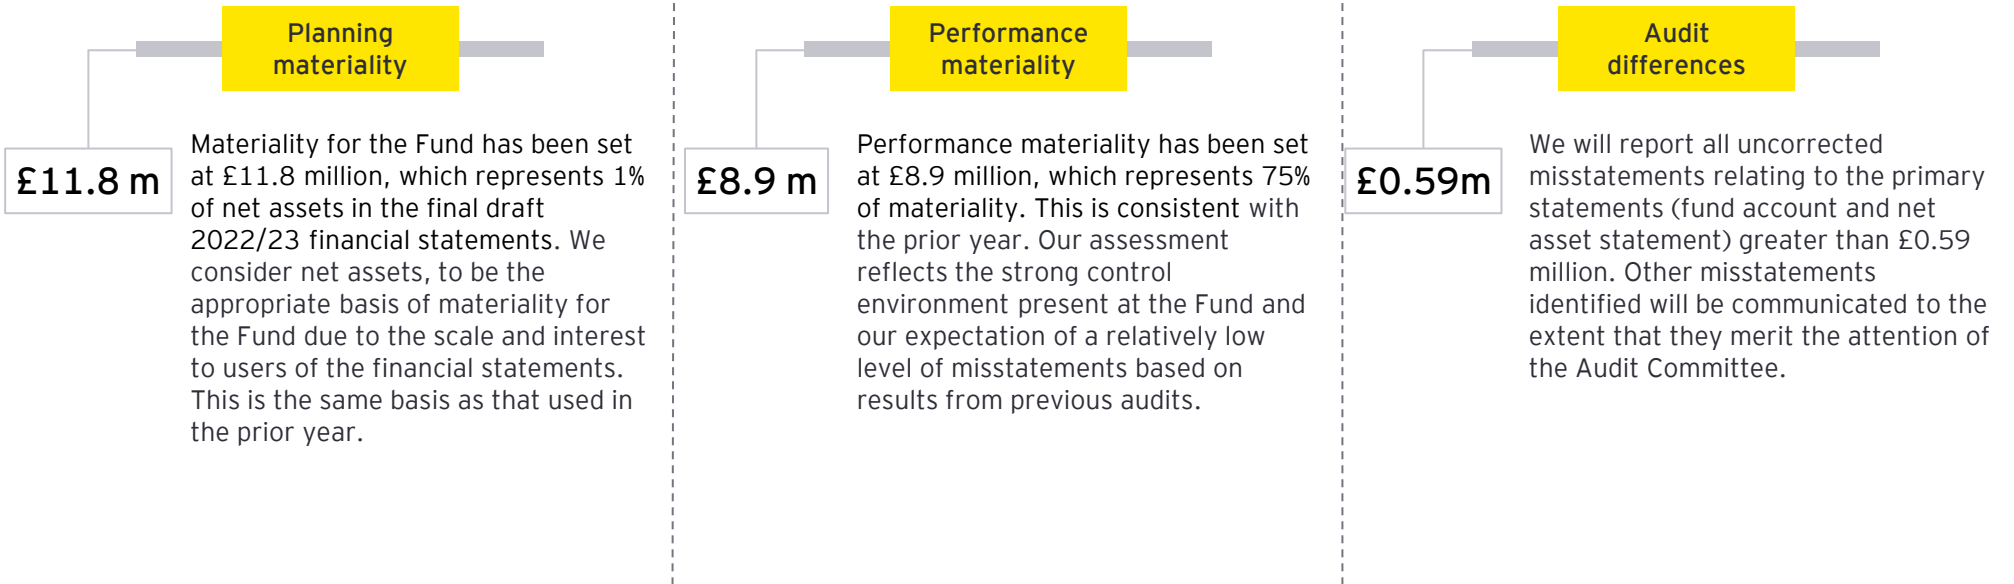 Planning
materiality
£11.8 m
Materiality for the Fund has been set
at £11.8 million, which represents 1%
of net assets in the final draft
2022/23 financial statements. We
consider net assets, to be the
appropriate basis of materiality for
the Fund due to the scale and interest
to users of the financial statements.
This is the same basis as that used in
the prior year.
Performance
materiality
£8.9 m
Performance materiality has been set
at £8.9 million, which represents 75%
of materiality. This is consistent with
the prior year. Our assessment
reflects the strong control
environment present at the Fund and
our expectation of a relatively low
level of misstatements based on
results from previous audits.
Audit
differences
£0.59m
We will report all uncorrected
misstatements relating to the primary
statements (fund account and net
asset statement) greater than £0.59
million. Other misstatements
identified will be communicated to the
extent that they merit the attention of
the Audit Committee.